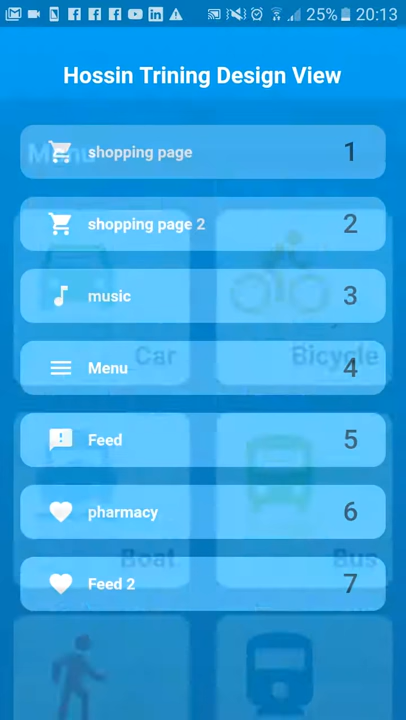 25% 20:13
Hossin Trining Design View
Menu
shopping page 1
shopping page 2 2
music 3
Car Bicycle
Menu 4
Feed 5
pharmacy 6
Boat Bus
Feed 2 7